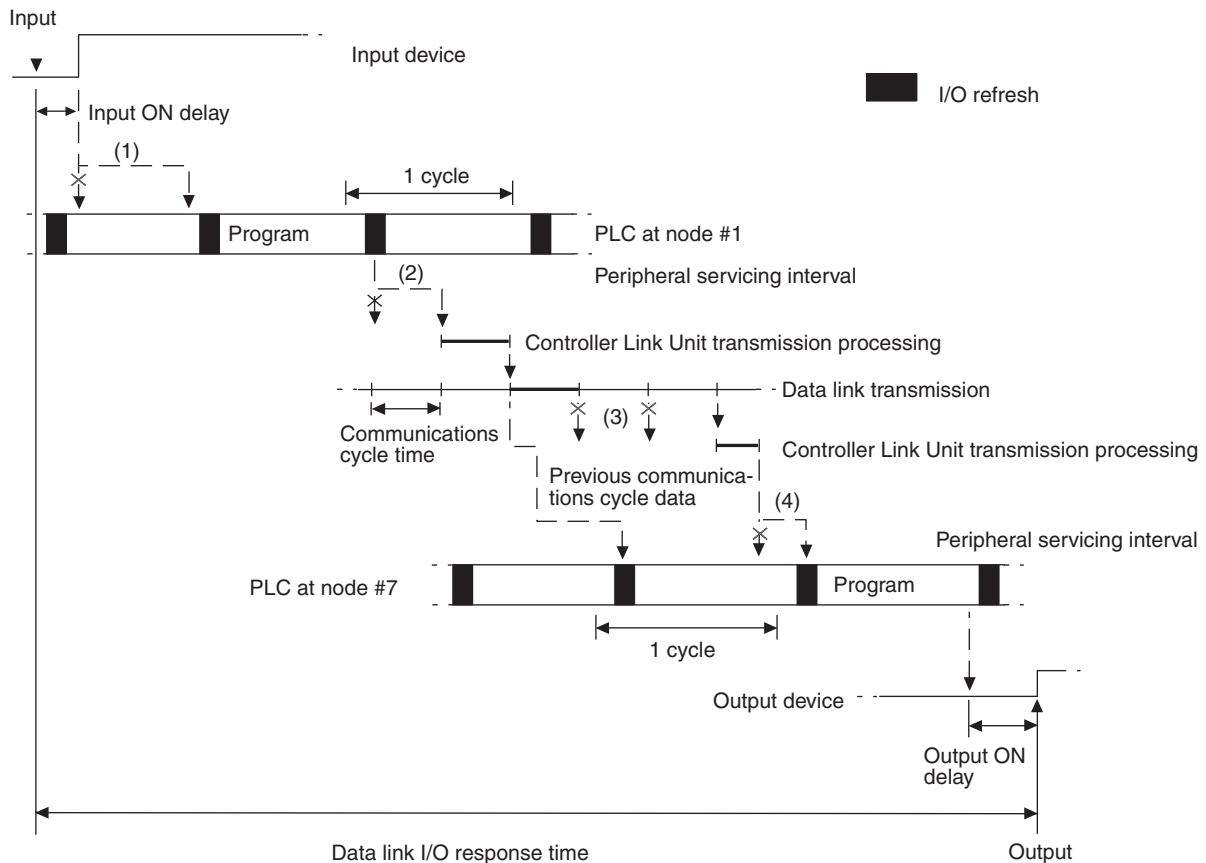 Input
Input device
I/O refresh
Input ON delay
(1)
1 cycle
Program
PLC at node #1
(2)
Peripheral servicing interval
Controller Link Unit transmission processing
Data link transmission
(3)
Communications
cycle time
Controller Link Unit transmission processing
Previous communica-
tions cycle data
(4)
Peripheral servicing interval
PLC at node #7
Program
1 cycle
Output device
Output ON
delay
Data link I/O response time
Output